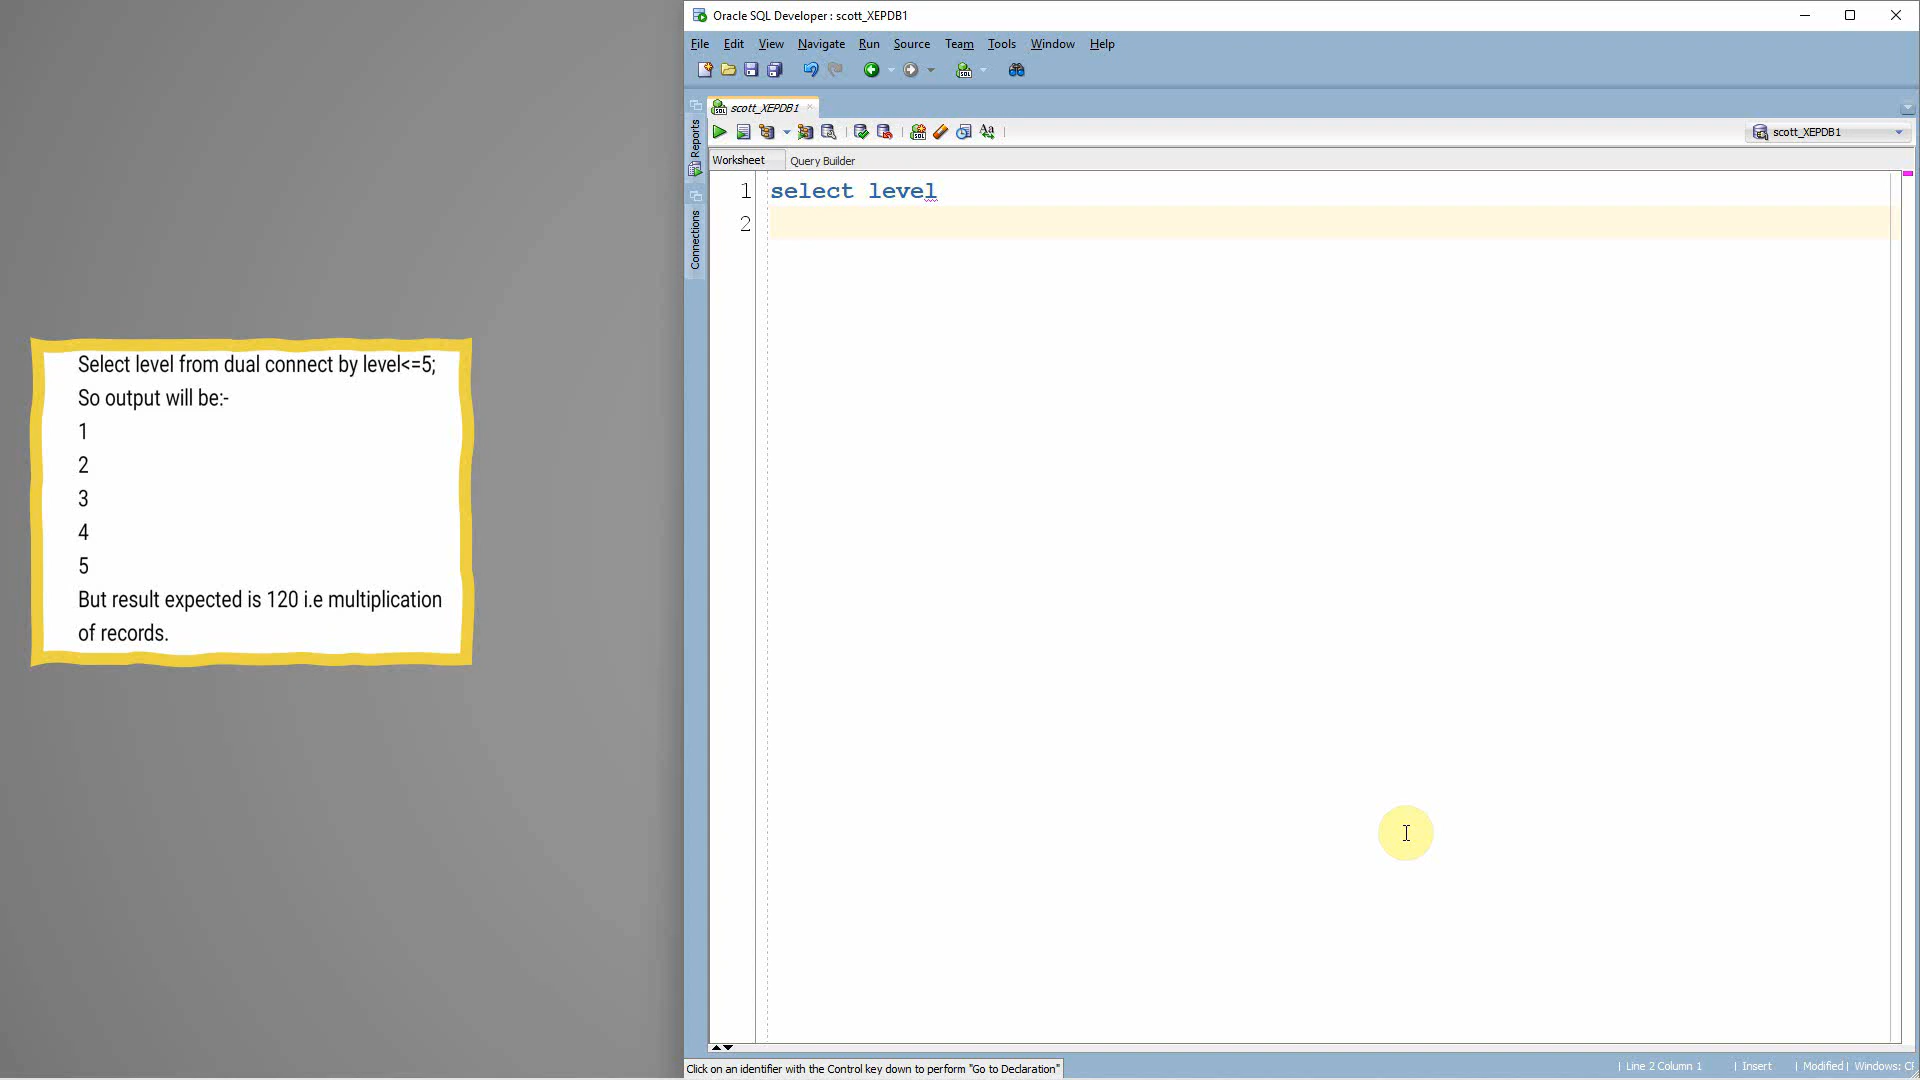 Select level from dual connect by level<=5;
So output will be:-
1
2
3
4
5
But result expected is 120 i.e multiplication
of records.
Oracle SQL Developer : scott_XEPDB1
File Edit View Navigate Run Source Team Tools Window Help
scott_XEPDB1
Aa
scott_XEPDB1
Reports
Connections
Worksheet Query Builder
1 select level
2
Click on an identifier with the Control key down to perform "Go to Declaration"
Line 2 Column 1 | Insert | Modified | Windows: C